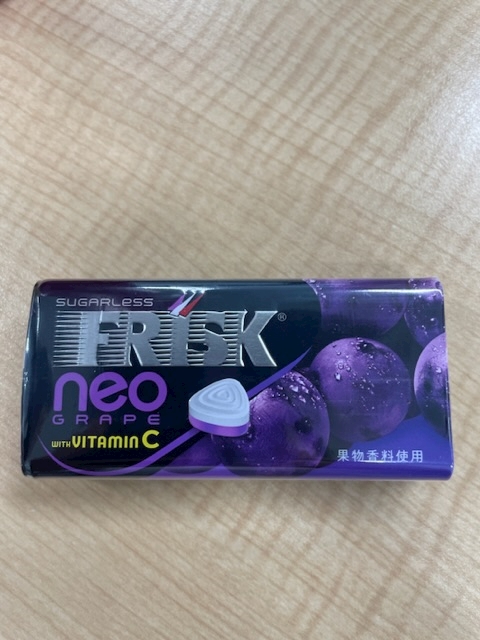 SUGARLESS
FRISK®
neo
GRAPE
WITH VITAMIN C
果物香料使用